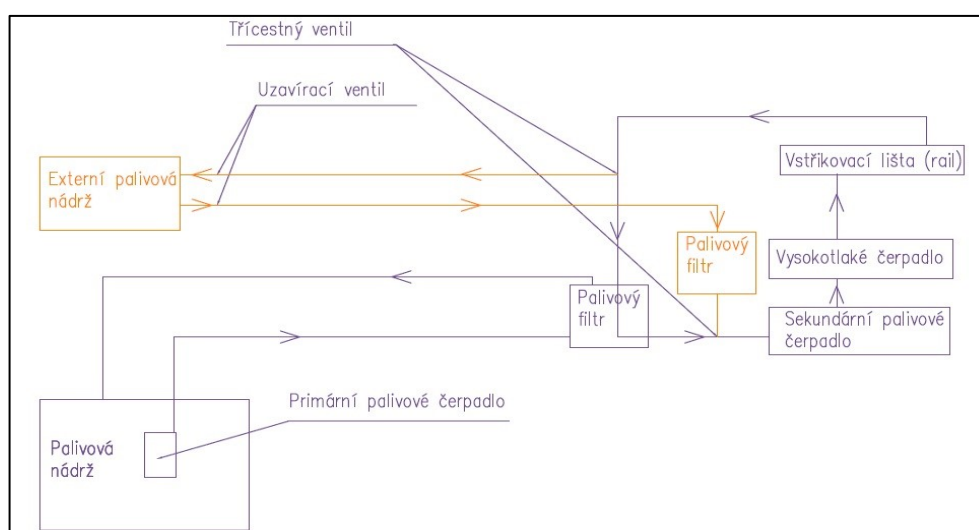 Třícestný ventil
Uzavírací ventil
Vstřikovací lišta (rail)
Externí palivová
nádrž
Palivový
filtr
Vysokotlaké čerpadlo
Palivový
filtr
Sekundární palivové
čerpadlo
Primární palivové čerpadlo
Palivová
nádrž